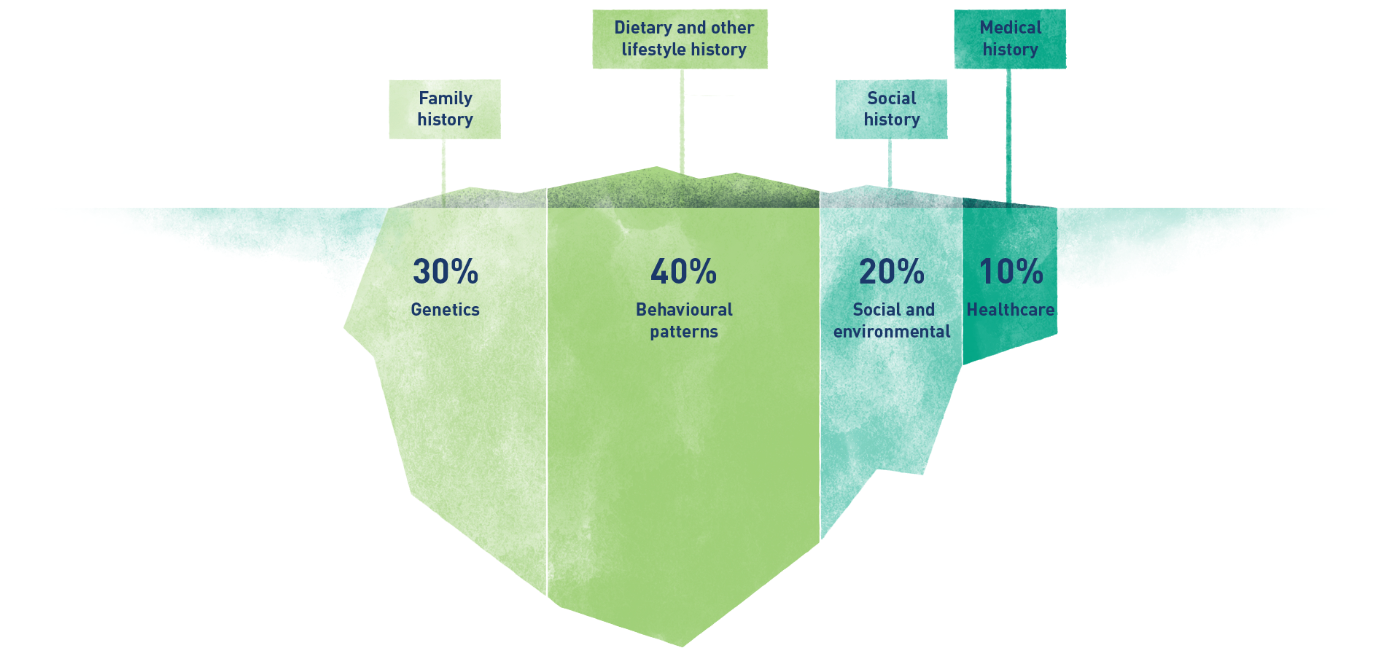 Dietary and other
lifestyle history
Medical
history
Family
history
Social
history
30%
Genetics
40%
Behavioural
patterns
20%
Social and
environmental
10%
Healthcare